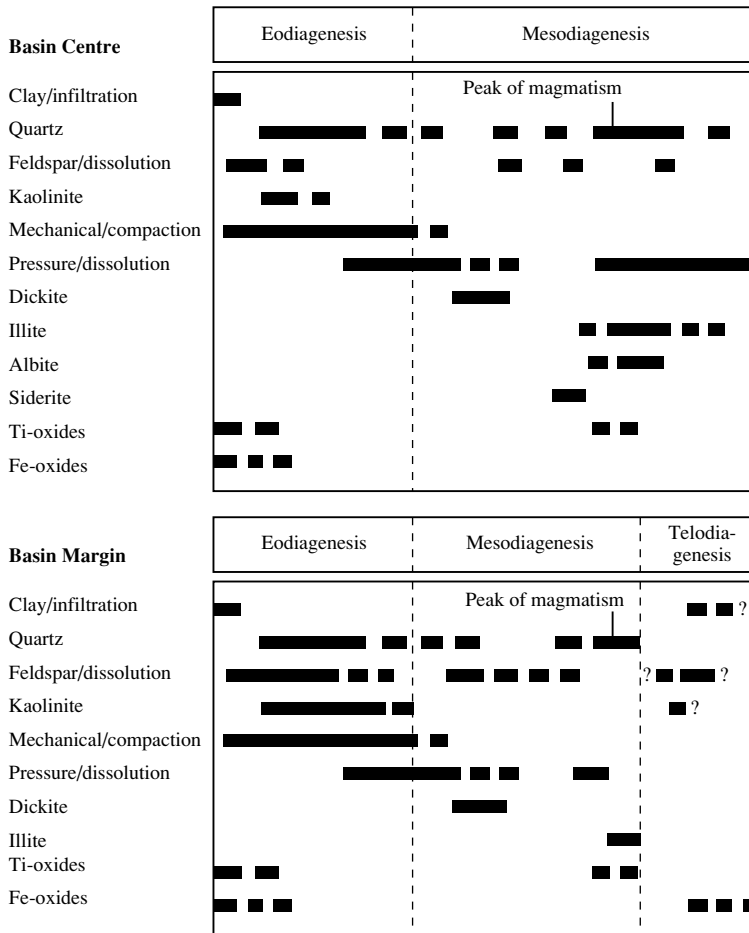 Basin Centre
Eodiagenesis
Mesodiagenesis
Clay/infiltration
Peak of magmatism
Quartz
Feldspar/dissolution
Kaolinite
Mechanical/compaction
Pressure/dissolution
Dickite
Illite
Albite
Siderite
Ti-oxides
Fe-oxides
Basin Margin
Eodiagenesis
Mesodiagenesis
Telodia-
genesis
Clay/infiltration
Peak of magmatism
?
Quartz
Feldspar/dissolution
? ?
Kaolinite
?
Mechanical/compaction
Pressure/dissolution
Dickite
Illite
Ti-oxides
Fe-oxides